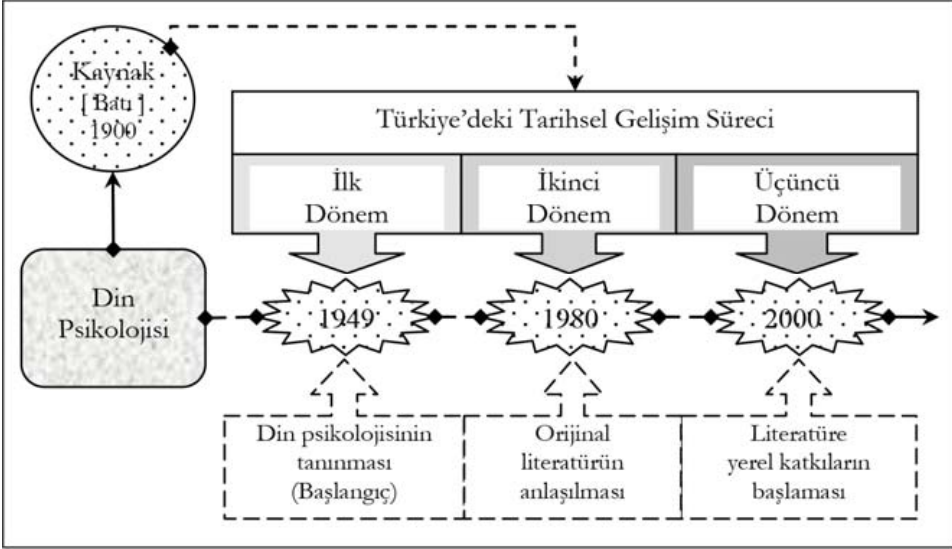 Kaynak
[ Batı ]
1900
Türkiye’deki Tarihsel Gelişim Süreci
İlk
Dönem
İkinci
Dönem
Üçüncü
Dönem
Din
Psikolojisi
1949
1980
2000
Din psikolojisinin
tanınması
(Başlangıç)
Orijinal
literatürün
anlaşılması
Literatüre
yerel katkıların
başlaması